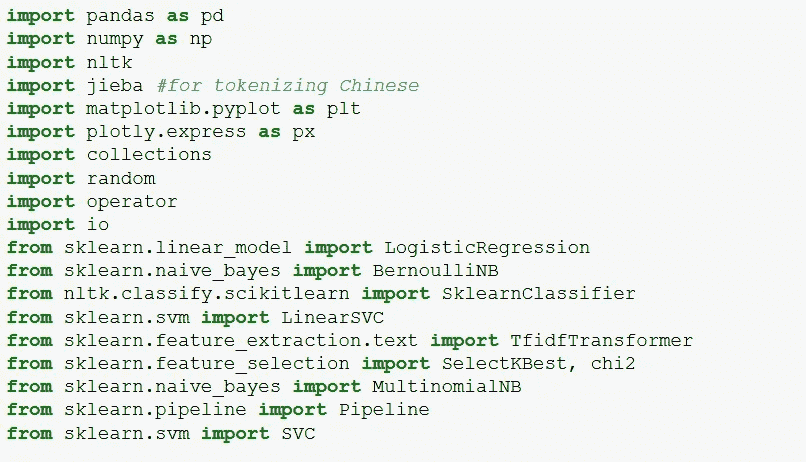 import pandas as pd
import numpy as np
import nltk
import jieba #for tokenizing Chinese
import matplotlib.pyplot as plt
import plotly.express as px
import collections
import random
import operator
import io
from sklearn.linear_model import LogisticRegression
from sklearn.naive_bayes import BernoulliNB
from nltk.classify.scikitlearn import SklearnClassifier
from sklearn.svm import LinearSVC
from sklearn.feature_extraction.text import TfidfTransformer
from sklearn.feature_selection import SelectKBest, chi2
from sklearn.naive_bayes import MultinomialNB
from sklearn.pipeline import Pipeline
from sklearn.svm import SVC